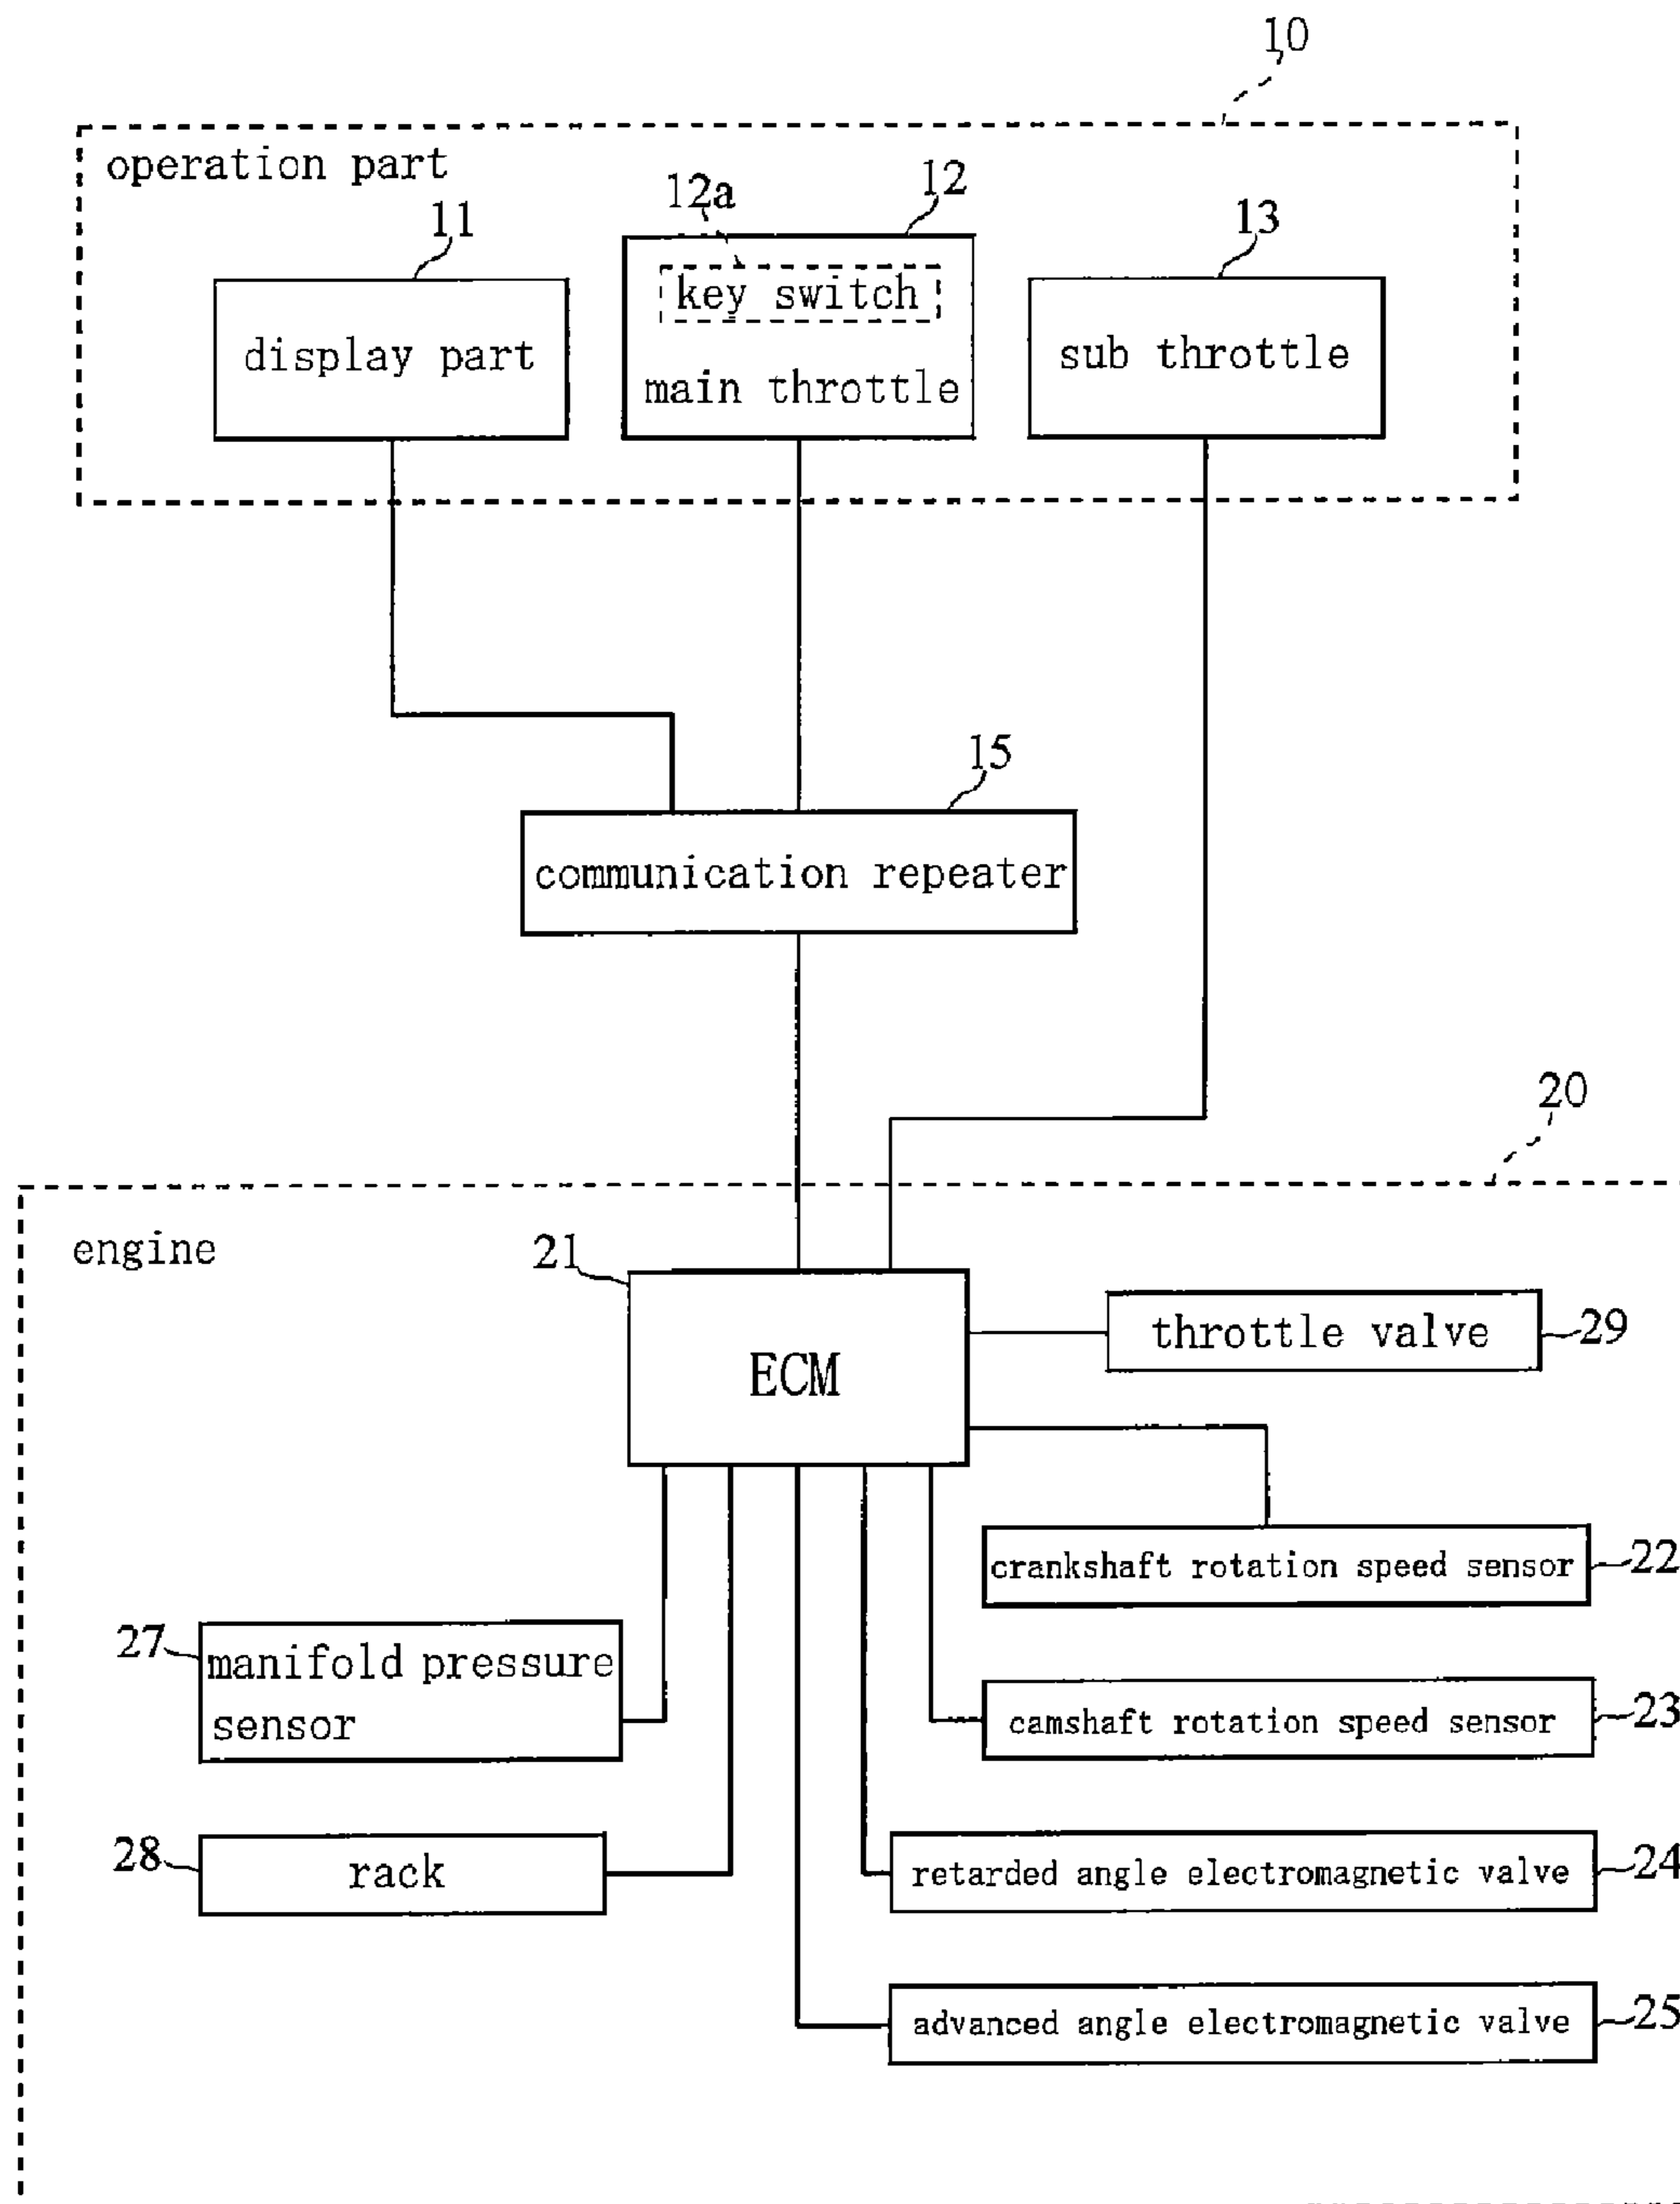 10
operation part
11
12a
12
13
key switch
display part
main throttle
sub throttle
15
communication repeater
20
engine
21
ECM
throttle valve
29
crankshaft rotation speed sensor
22
27
manifold pressure
sensor
camshaft rotation speed sensor
23
28
rack
retarded angle electromagnetic valve
24
advanced angle electromagnetic valve
25